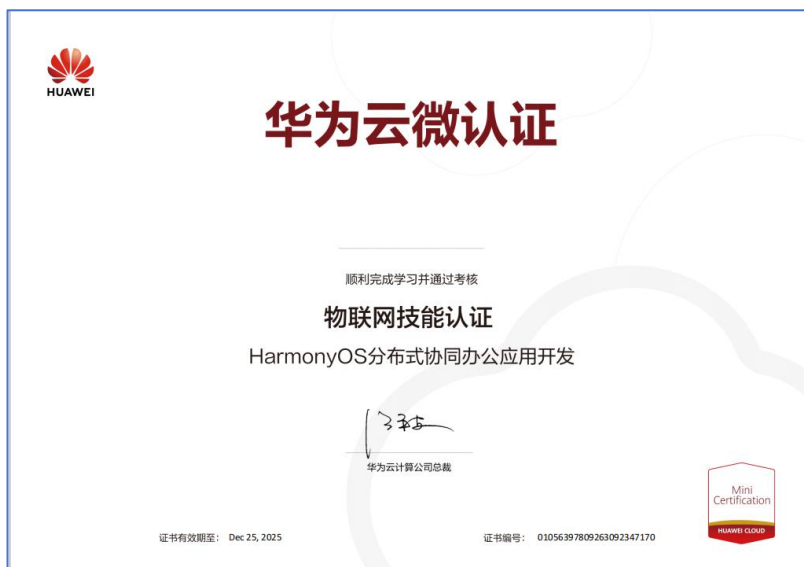 HUAWEI
华为云微认证
顺利完成学习并通过考核
物联网技能认证
HarmonyOS分布式协同办公应用开发
华为云计算公司总裁
Mini
Certification
HUAWEI CLOUD
证书有效期至： Dec 25, 2025
证书编号： 01056397809263092347170